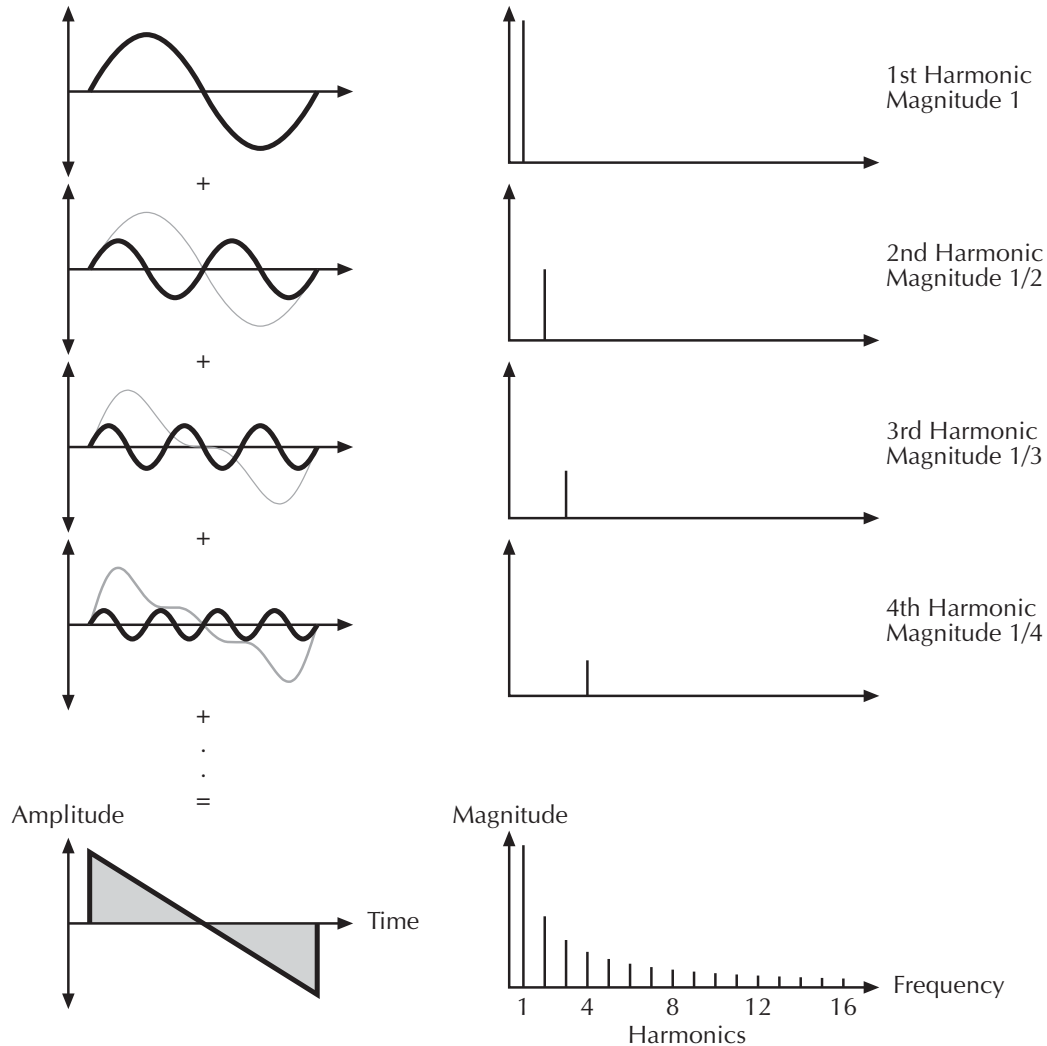 1st Harmonic
Magnitude 1
+
2nd Harmonic
Magnitude 1/2
+
3rd Harmonic
Magnitude 1/3
+
4th Harmonic
Magnitude 1/4
+
.
.
=
Amplitude
Time
Magnitude
Frequency
1 4 8 12 16
Harmonics